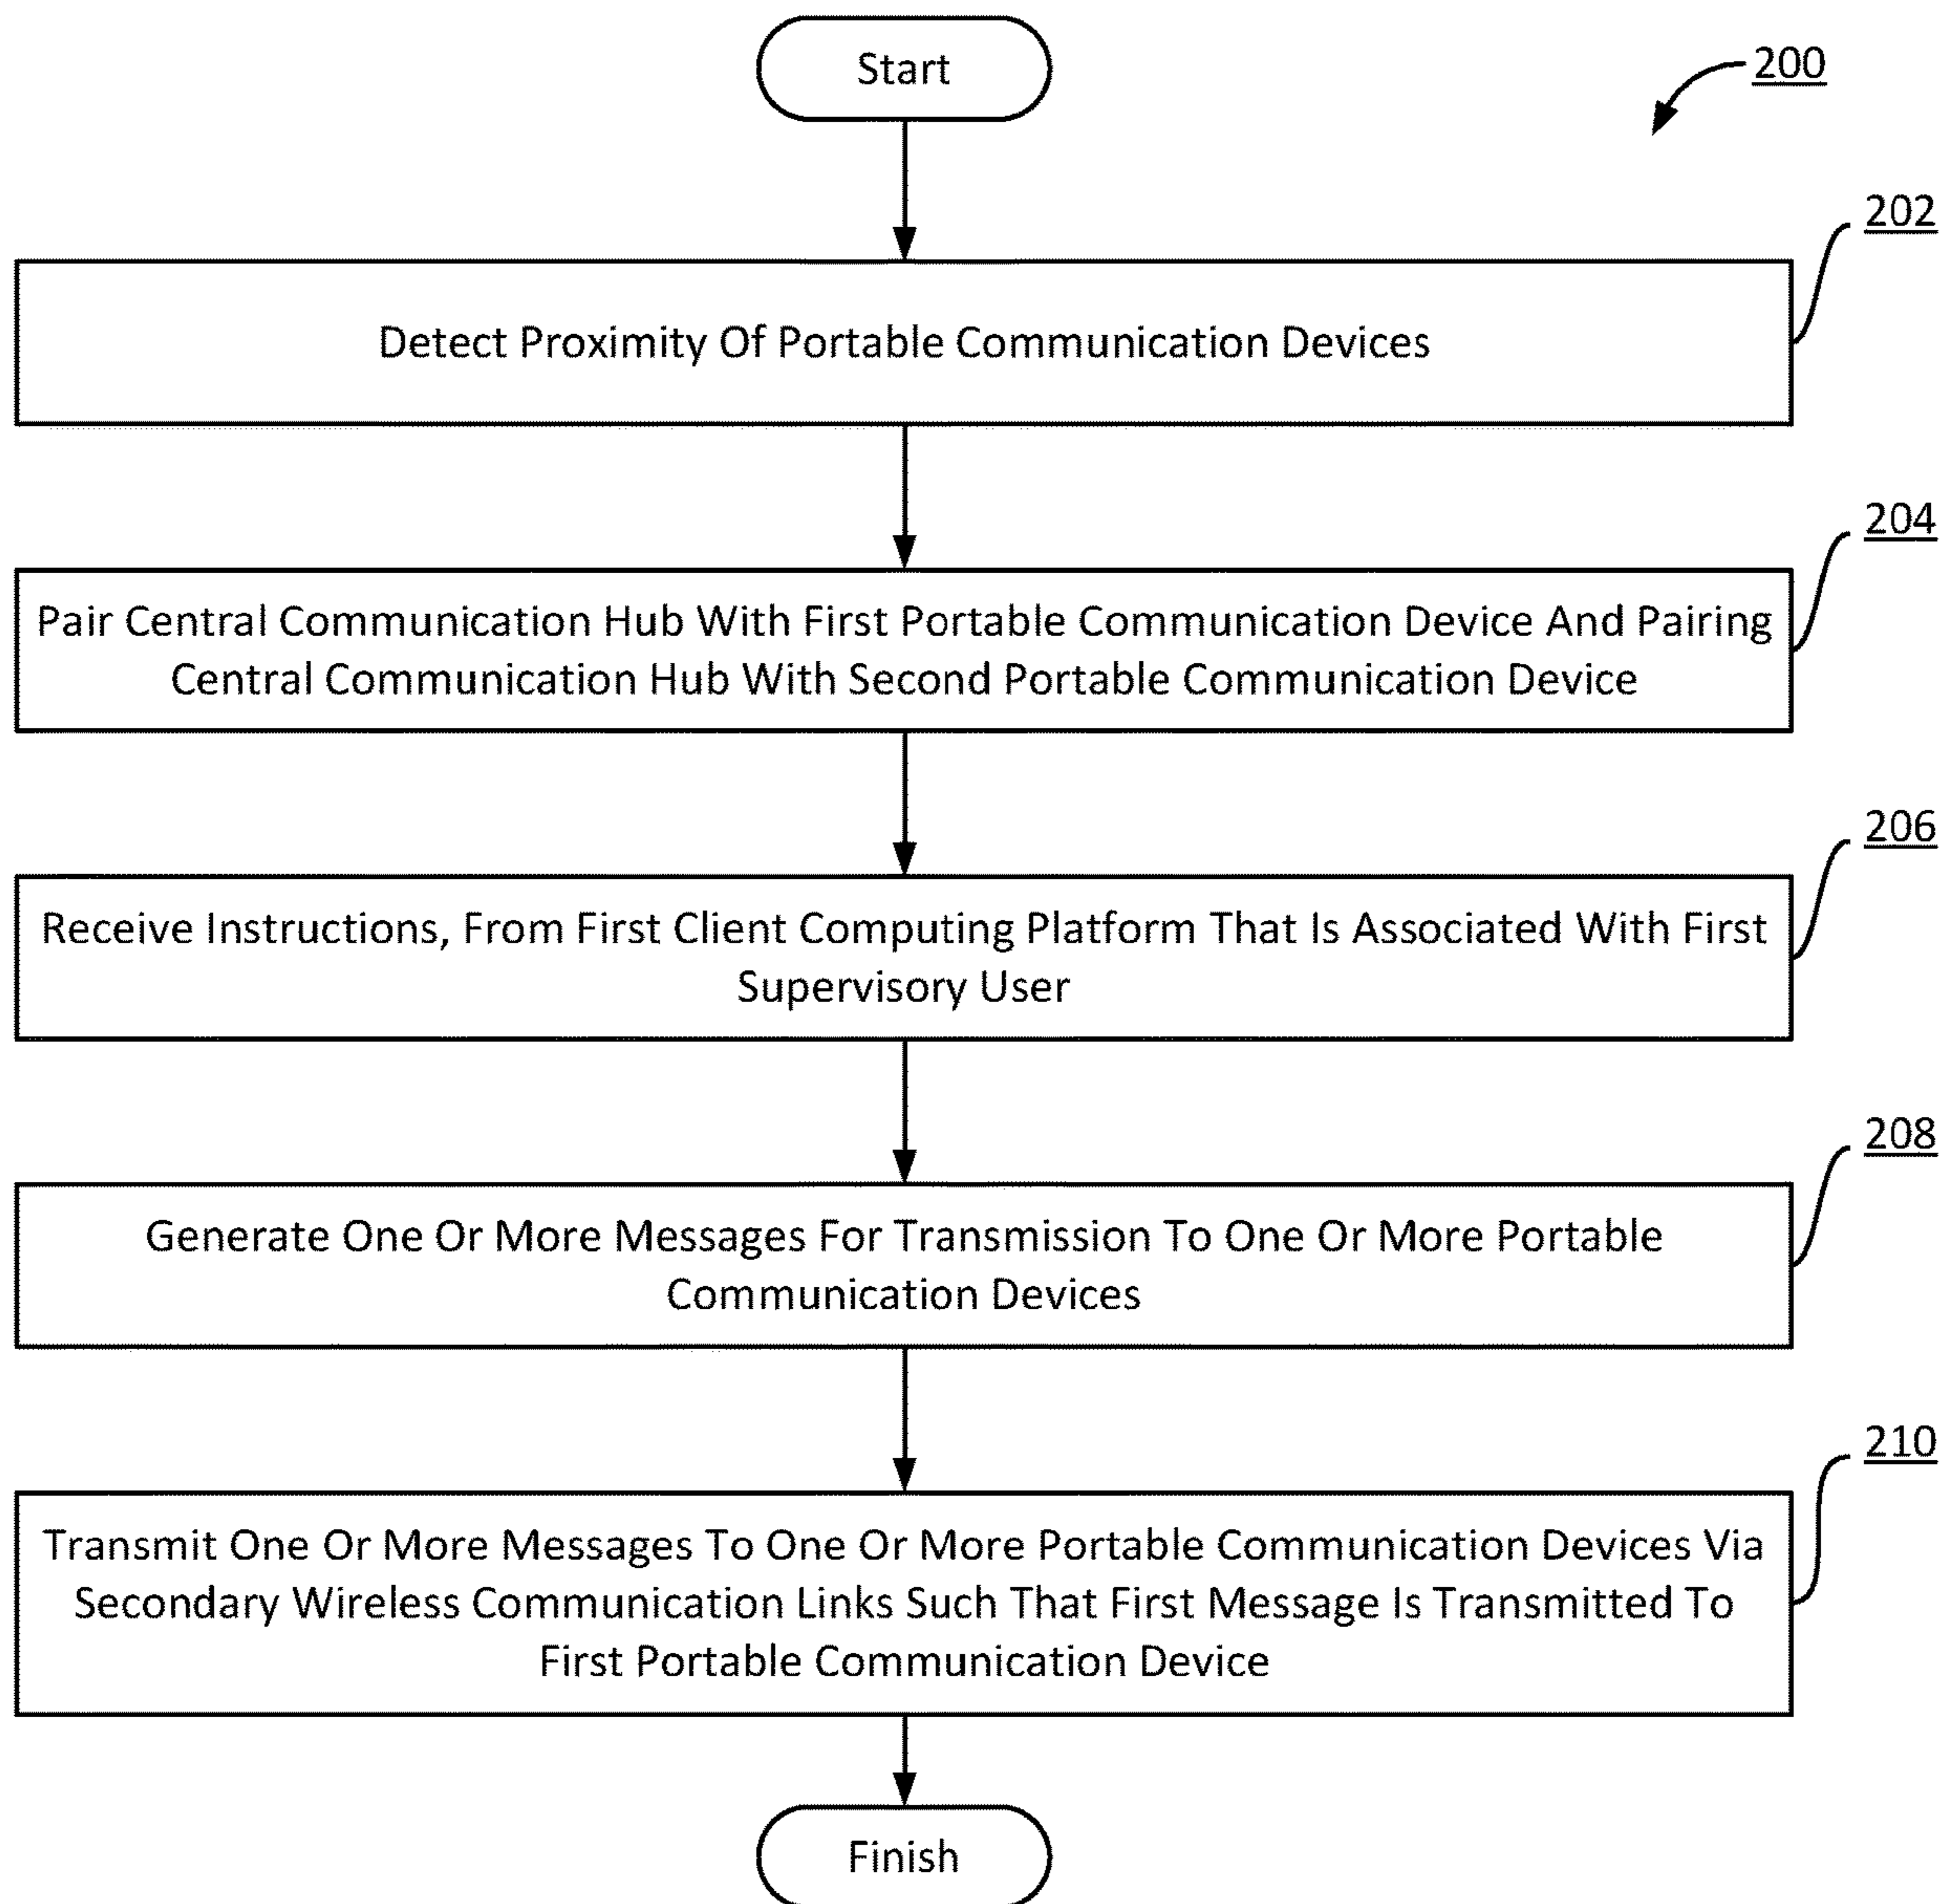 Start
200
202
Detect Proximity Of Portable Communication Devices
204
Pair Central Communication Hub With First Portable Communication Device And Pairing
Central Communication Hub With Second Portable Communication Device
206
Receive Instructions, From First Client Computing Platform That Is Associated With First
Supervisory User
208
Generate One Or More Messages For Transmission To One Or More Portable
Communication Devices
210
Transmit One Or More Messages To One Or More Portable Communication Devices Via
Secondary Wireless Communication Links Such That First Message Is Transmitted To
First Portable Communication Device
Finish